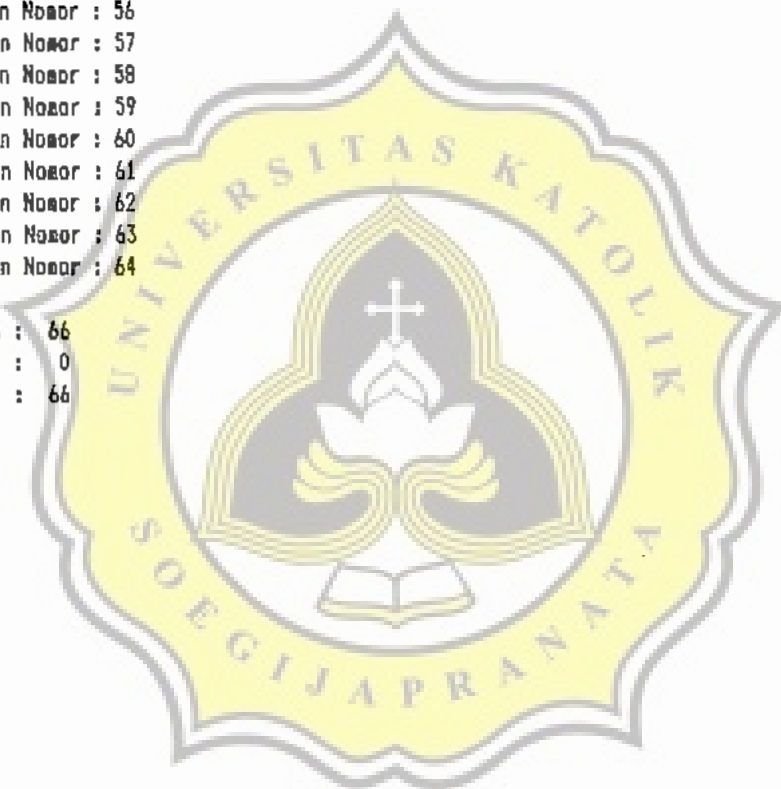 n Nomor : 56
n Nomor : 57
n Nomor : 58
n Nomor : 59
n Nomor : 60
n Nomor : 61
n Nomor : 62
n Nomor : 63
n Nomor : 64
: 66
: 0
: 66
UNIVERSITAS KATOLIK
SOEGIJAPRANATA